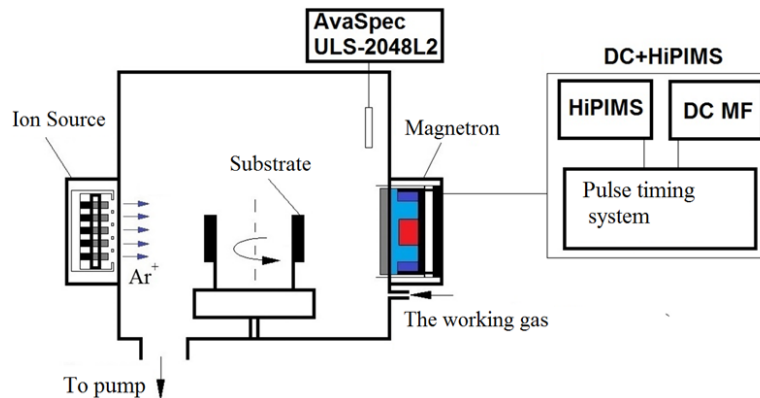 AvaSpec
ULS-2048L2
DC+HiPIMS
HiPIMS
DC MF
Ion Source
Magnetron
Substrate
Pulse timing
system
Ar+
The working gas
To pump